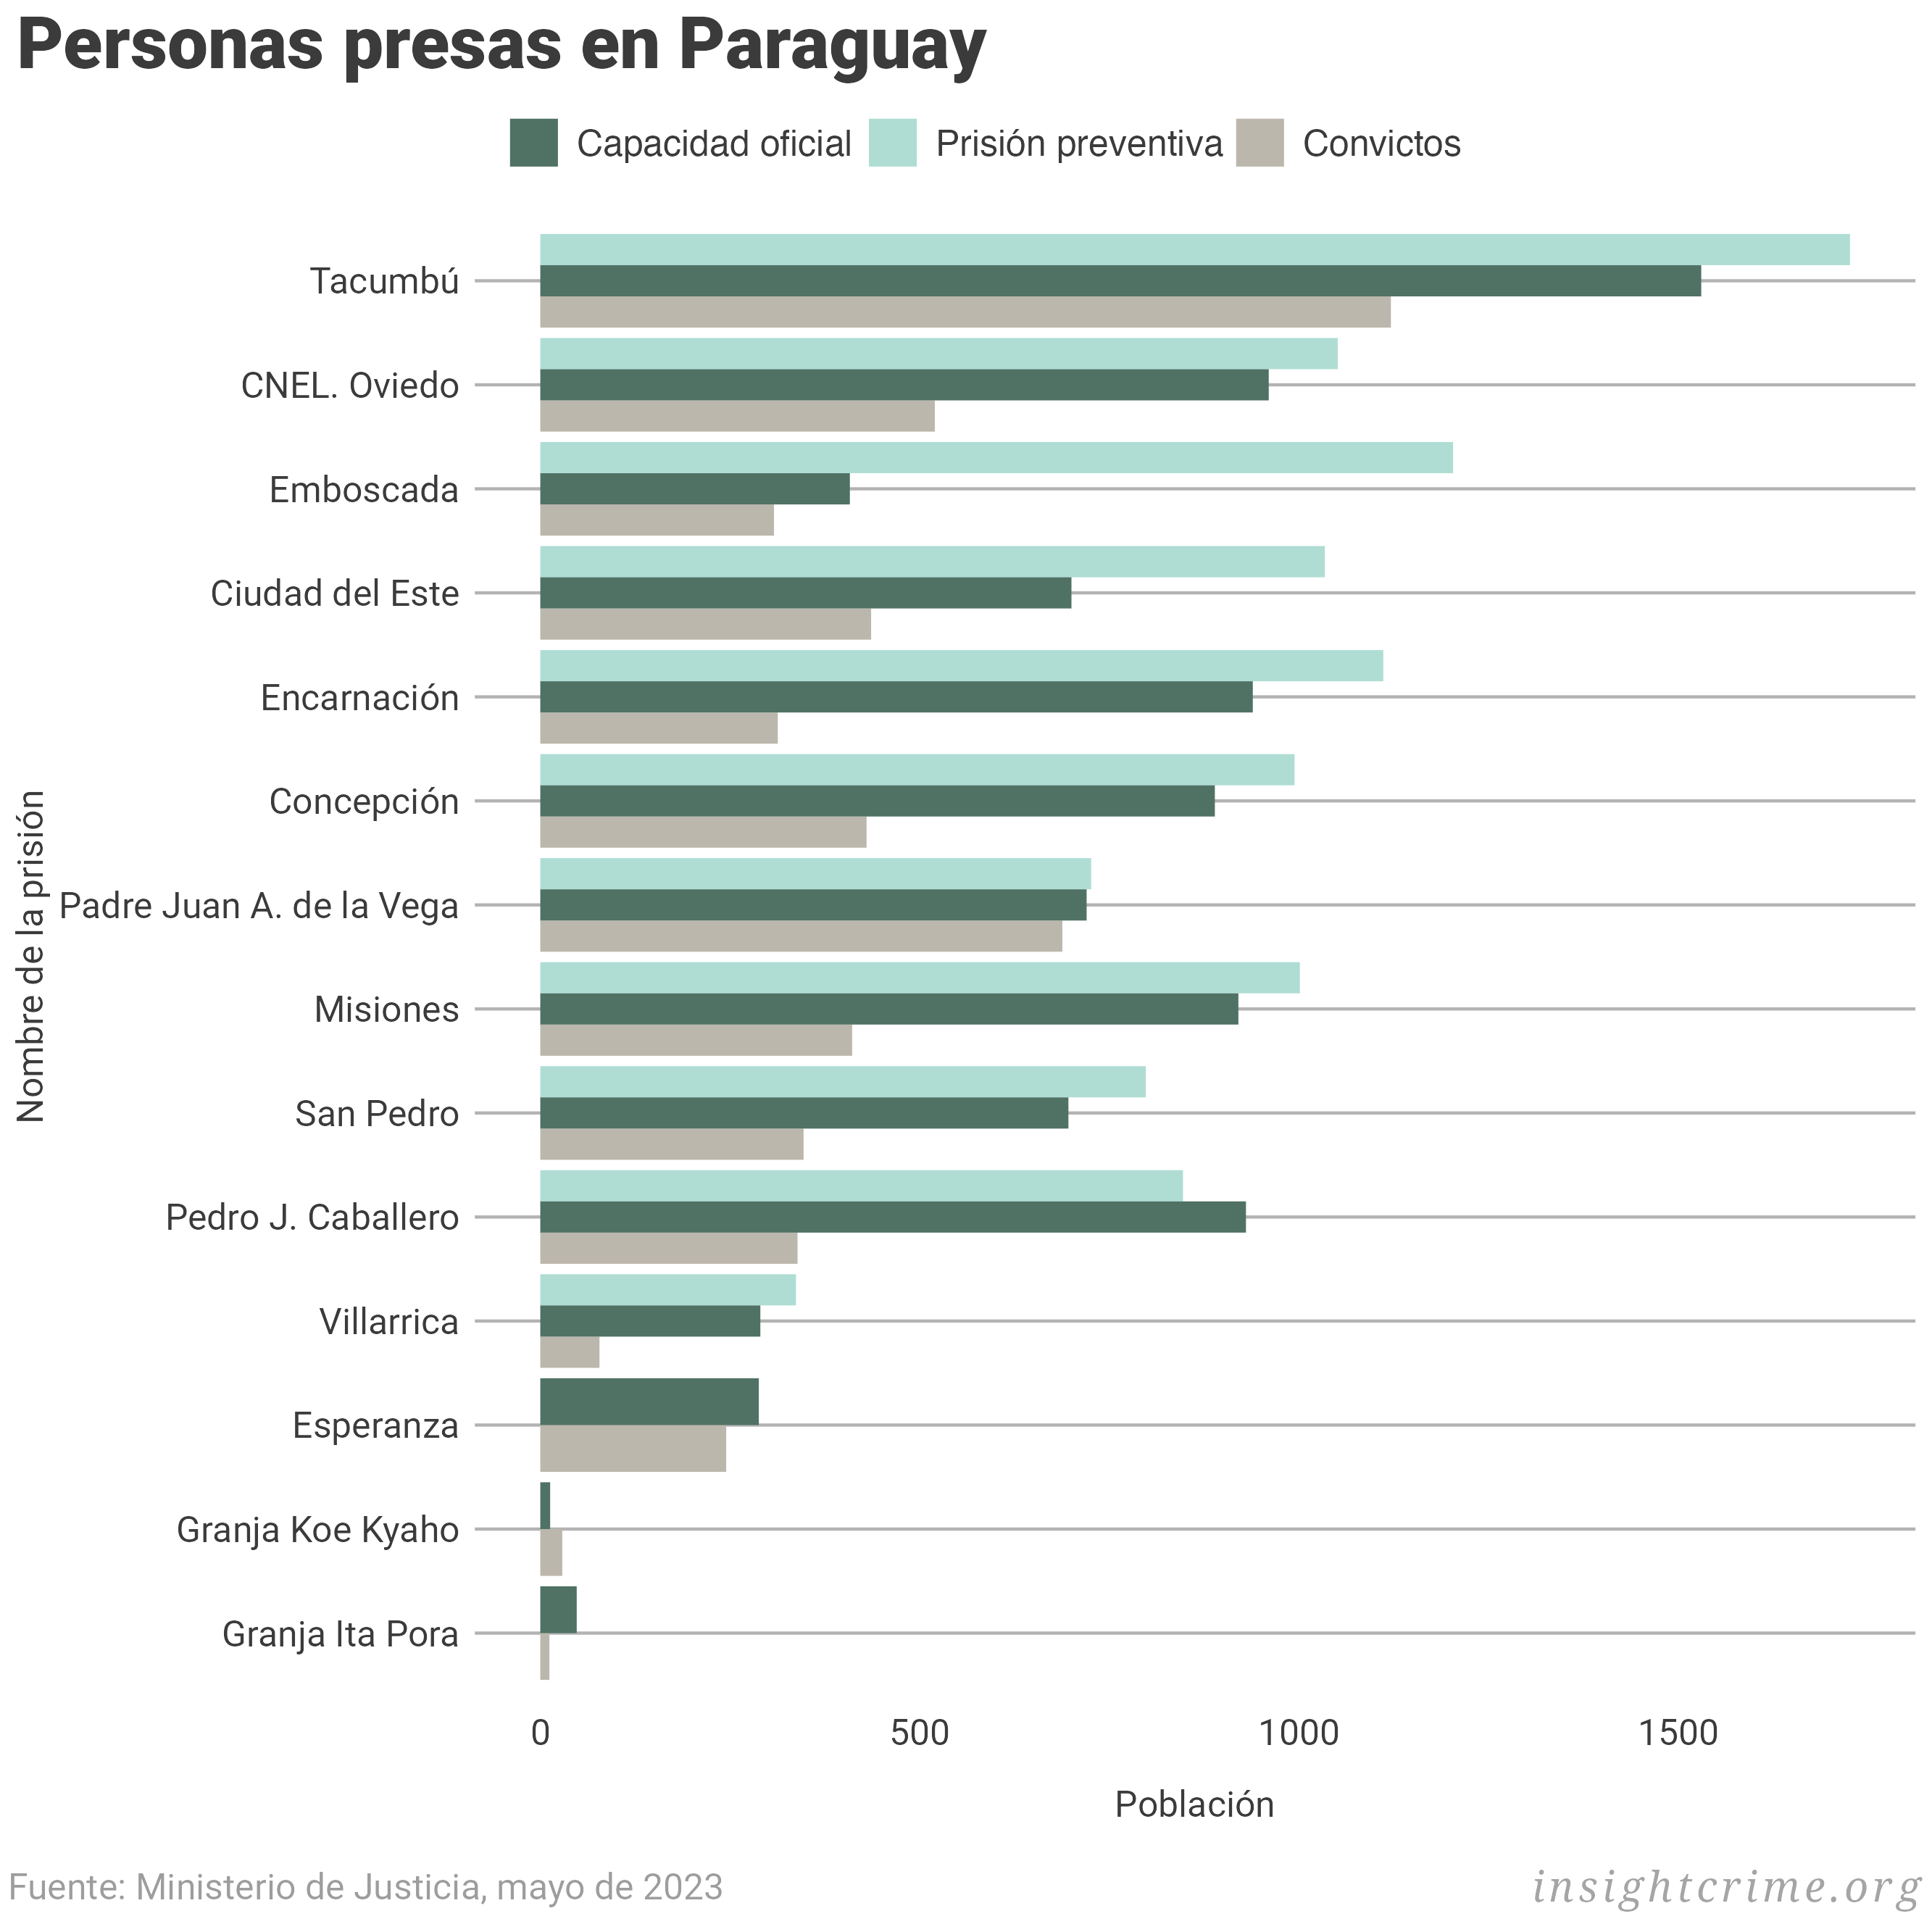 Personas presas en Paraguay
Capacidad oficial Prisión preventiva Convictos
Nombre de la prisión
Tacumbú
CNEL. Oviedo
Emboscada
Ciudad del Este
Encarnación
Concepción
Padre Juan A. de la Vega
Misiones
San Pedro
Pedro J. Caballero
Villarrica
Esperanza
Granja Koe Kyaho
Granja Ita Pora
0 500 1000 1500
Población
Fuente: Ministerio de Justicia, mayo de 2023
insightcrime.org